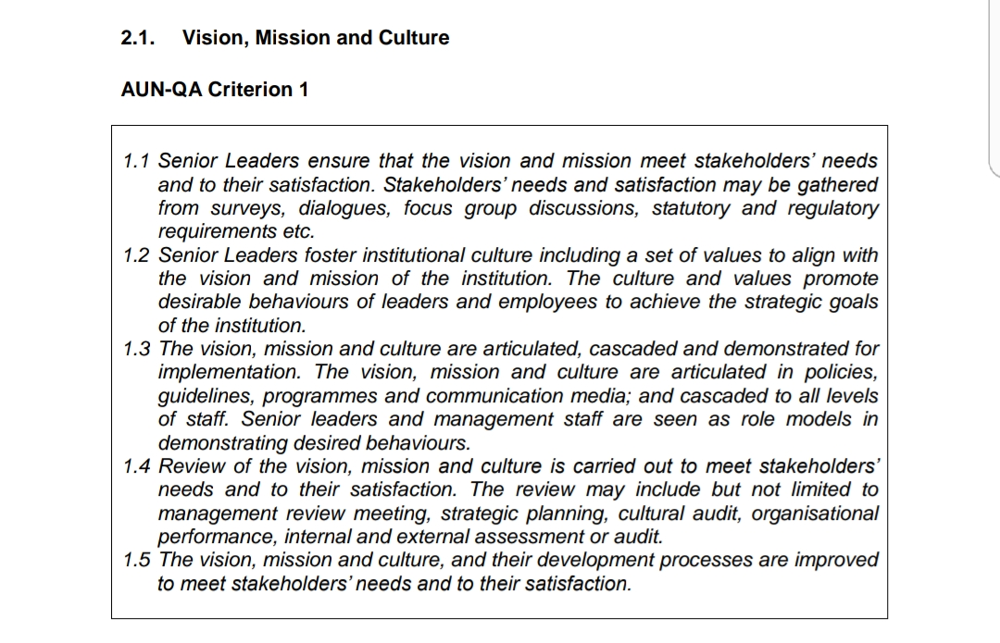 2.1. Vision, Mission and Culture
AUN-QA Criterion 1
1.1 Senior Leaders ensure that the vision and mission meet stakeholders’ needs
and to their satisfaction. Stakeholders’ needs and satisfaction may be gathered
from surveys, dialogues, focus group discussions, statutory and regulatory
requirements etc.
1.2 Senior Leaders foster institutional culture including a set of values to align with
the vision and mission of the institution. The culture and values promote
desirable behaviours of leaders and employees to achieve the strategic goals
of the institution.
1.3 The vision, mission and culture are articulated, cascaded and demonstrated for
implementation. The vision, mission and culture are articulated in policies,
guidelines, programmes and communication media; and cascaded to all levels
of staff. Senior leaders and management staff are seen as role models in
demonstrating desired behaviours.
1.4 Review of the vision, mission and culture is carried out to meet stakeholders’
needs and to their satisfaction. The review may include but not limited to
management review meeting, strategic planning, cultural audit, organisational
performance, internal and external assessment or audit.
1.5 The vision, mission and culture, and their development processes are improved
to meet stakeholders’ needs and to their satisfaction.